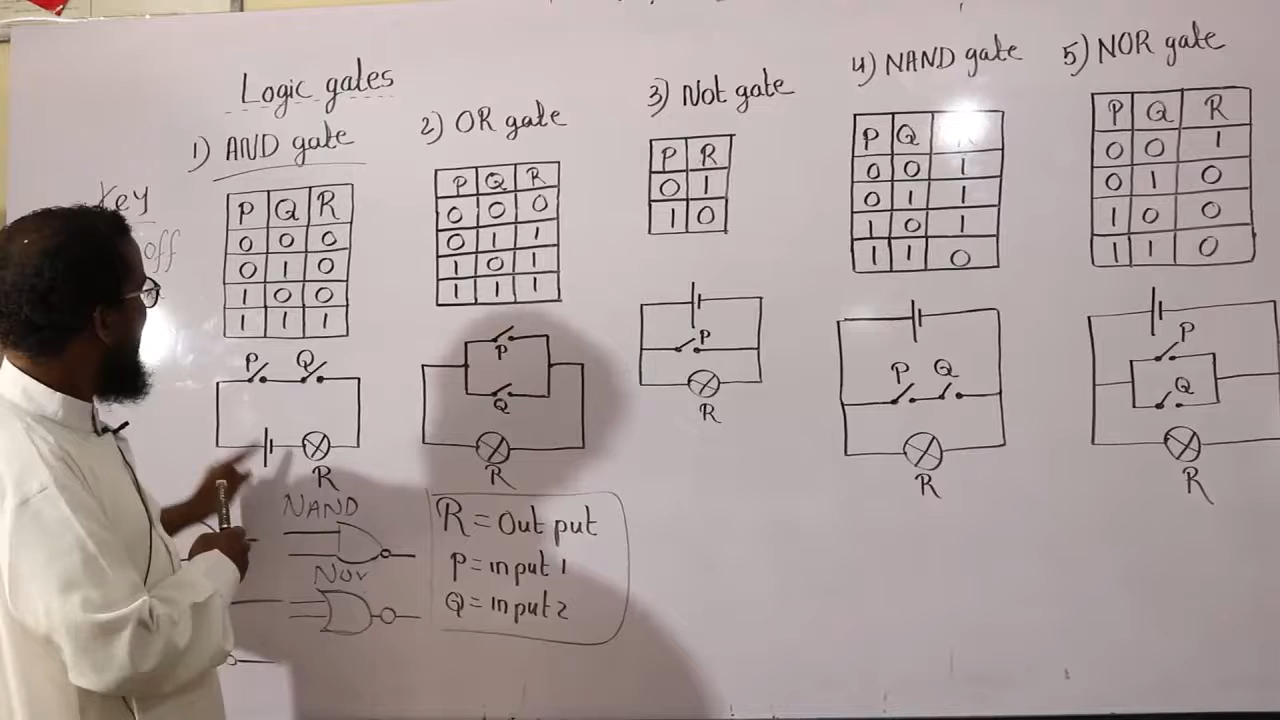 Logic gates
1) AND gate
Key
off
P Q R
0 0 0
0 1 0
1 0 0
1 1 1
P Q
R
2) OR gate
P Q R
0 0 0
0 1 1
1 0 1
1 1 1
P
Q
R
3) Not gate
P R
0 1
1 0
P
R
4) NAND gate
P Q
0 0 1
0 1 1
1 0 1
1 1 0
P Q
R
5) NOR gate
P Q R
0 0 1
0 1 0
1 0 0
1 1 0
P
Q
R
NAND
Nor
R = Out put
P = in put 1
Q = in put 2